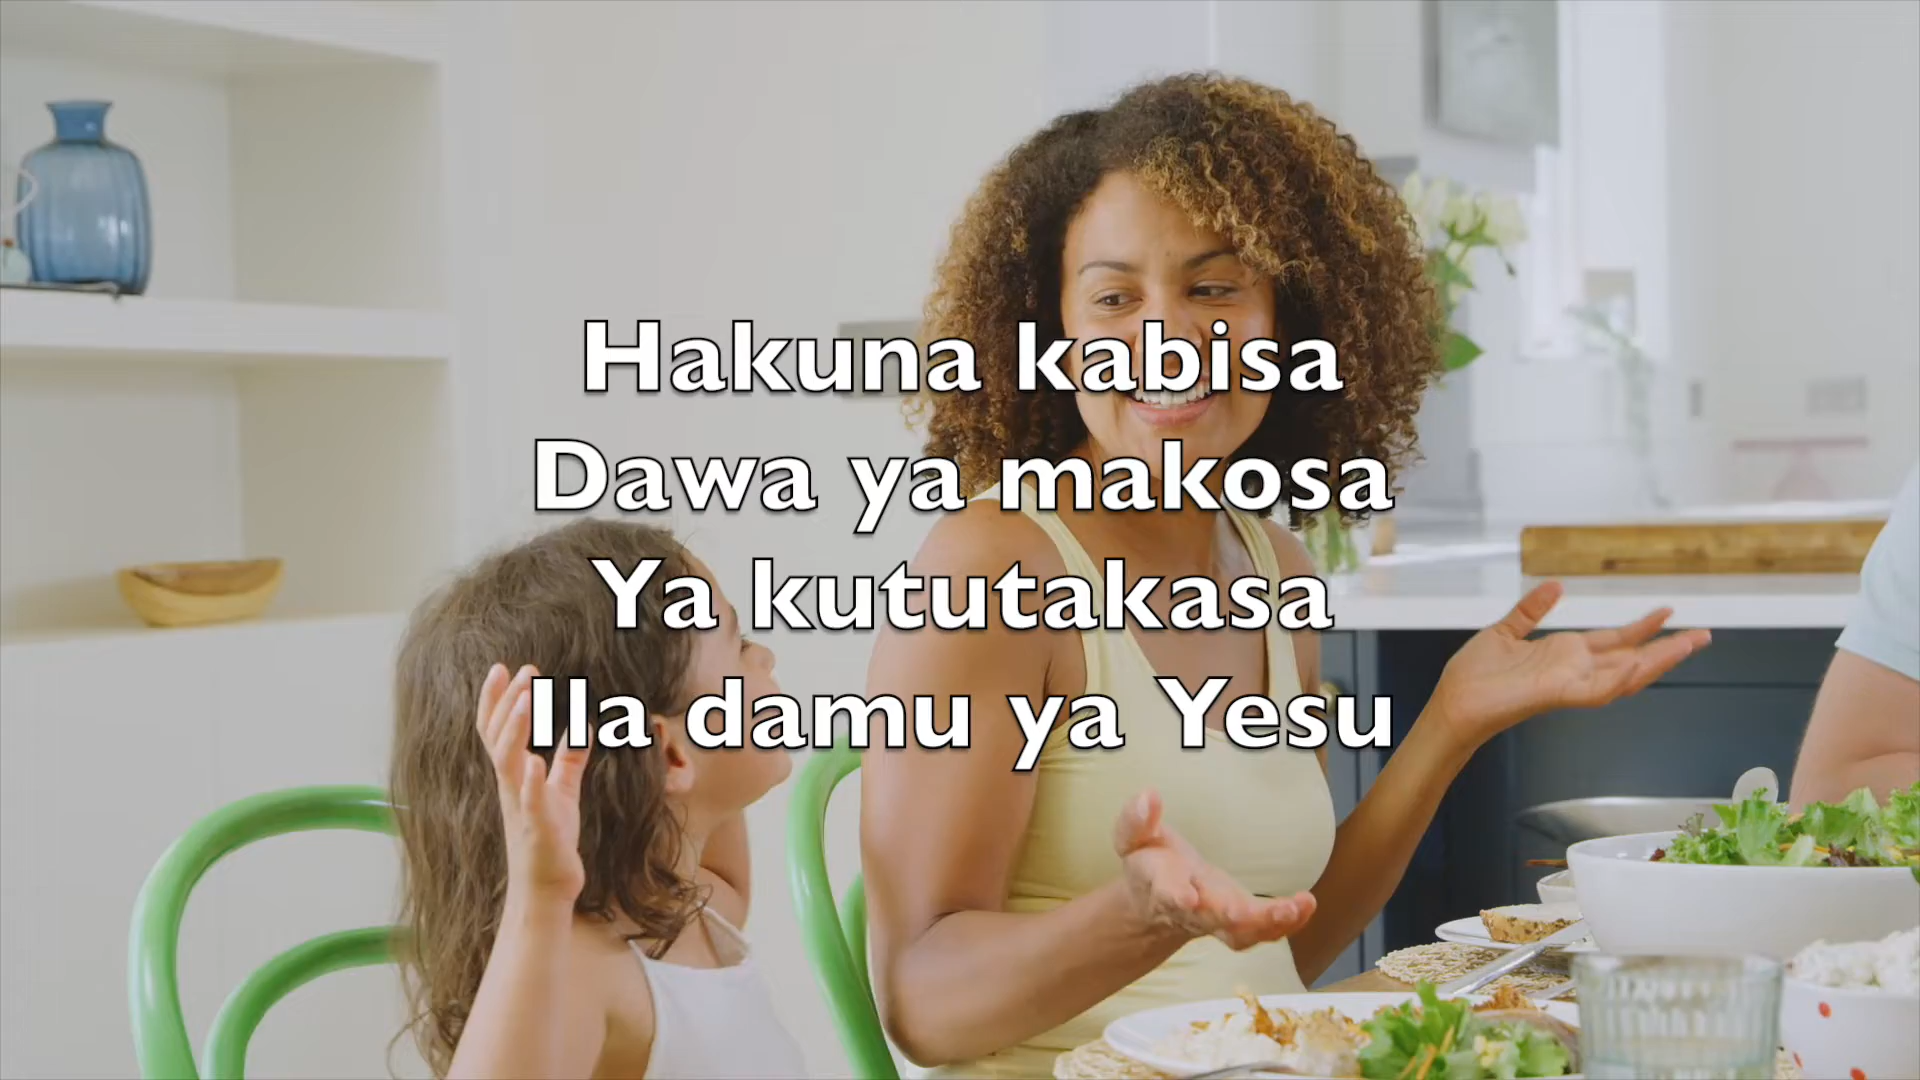 Hakuna kabisa
Dawa ya makosa
Ya kututakasa
Ila damu ya Yesu